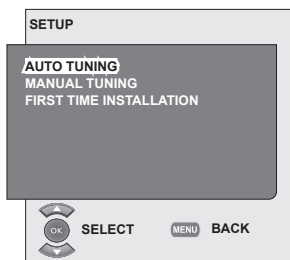 SETUP
AUTO TUNING
MANUAL TUNING
FIRST TIME INSTALLATION
OK SELECT MENU BACK